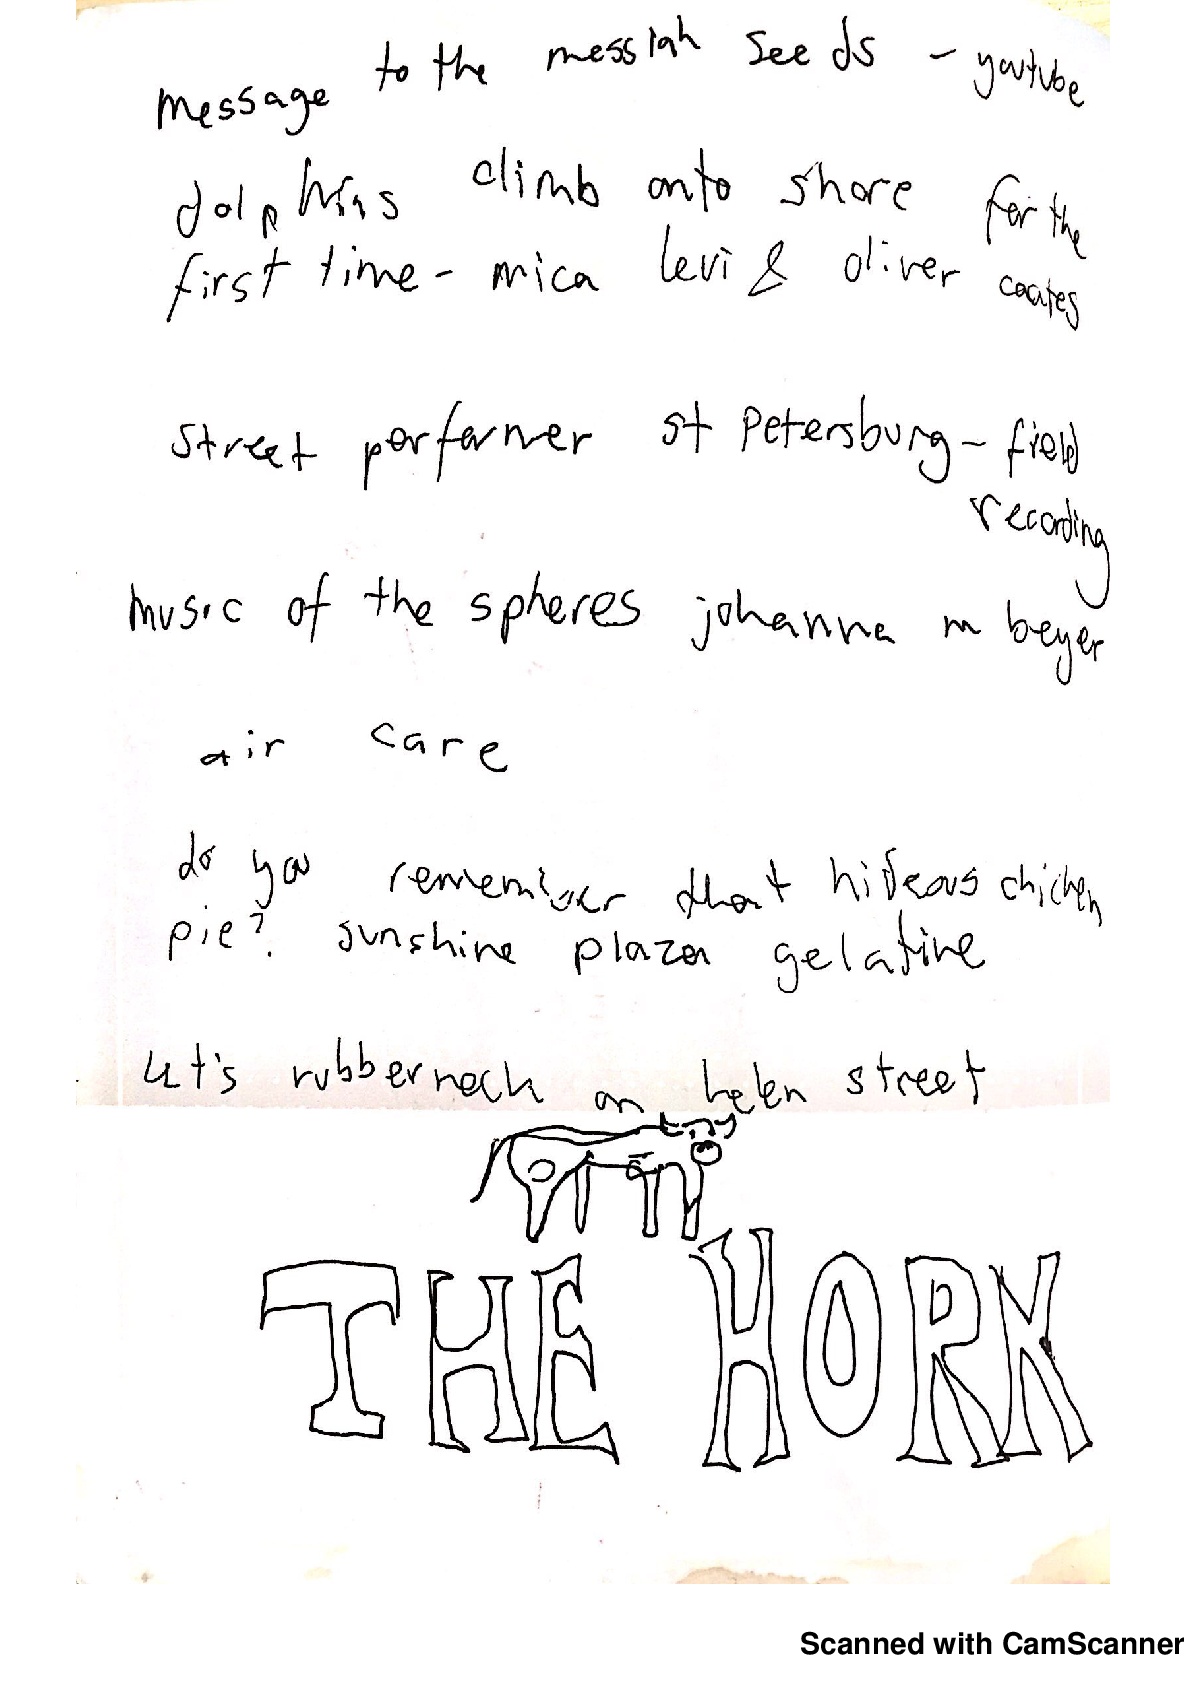 message to the messiah seeds - youtube
dolphins climb onto shore for the
first time - mica levi & oliver coates
street performer st petersburg - field
recording
music of the spheres johanna m beyer
air care
do you remember that hideous chicken
pie? sunshine plaza gelatine
let's rubberneck on helen street
THE HORN
Scanned with CamScanner